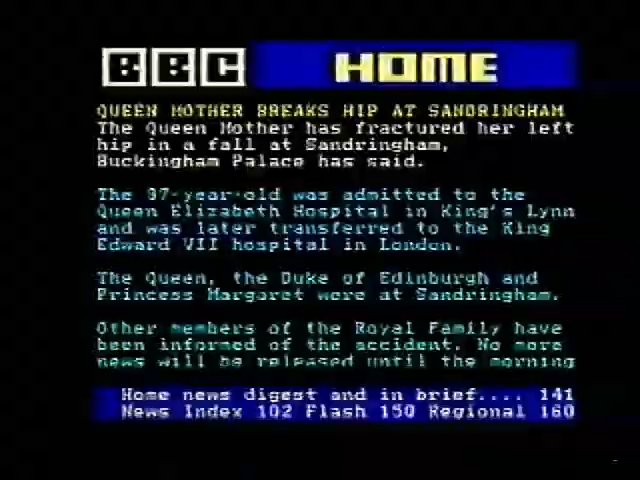 BBC HOME
QUEEN MOTHER BREAKS HIP AT SANDRINGHAM
The Queen Mother has fractured her left
hip in a fall at Sandringham,
Buckingham Palace has said.
The 97-year-old was admitted to the
Queen Elizabeth Hospital in King's Lynn
and was later transferred to the King
Edward VII hospital in London.
The Queen, the Duke of Edinburgh and
Princess Margaret were at Sandringham.
Other members of the Royal Family have
been informed of the accident. No more
news will be released until the morning
Home news digest and in brief.... 141
News Index 102 Flash 150 Regional 160